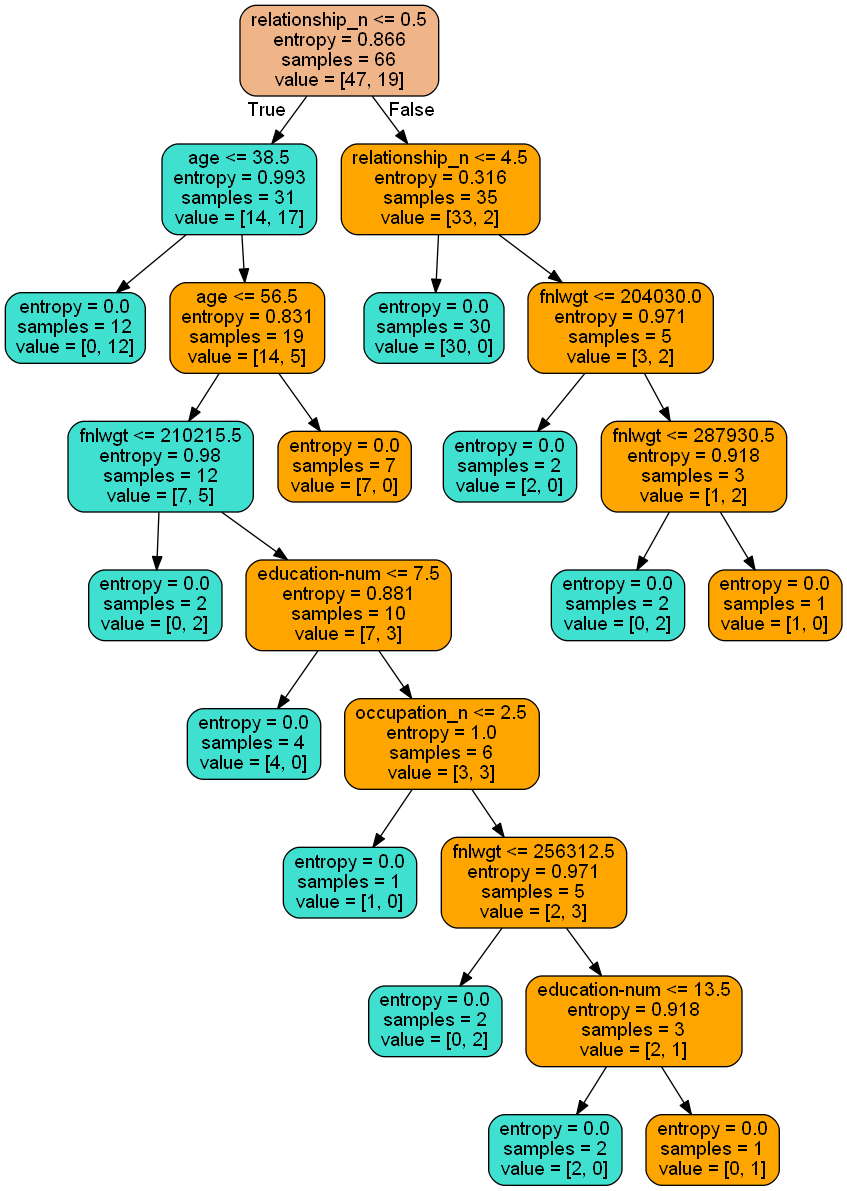 relationship_n <= 0.5
entropy = 0.866
samples = 66
value = [47, 19]
True
False
age <= 38.5
entropy = 0.993
samples = 31
value = [14, 17]
relationship_n <= 4.5
entropy = 0.316
samples = 35
value = [33, 2]
entropy = 0.0
samples = 12
value = [0, 12]
age <= 56.5
entropy = 0.831
samples = 19
value = [14, 5]
entropy = 0.0
samples = 30
value = [30, 0]
fnlwgt <= 204030.0
entropy = 0.971
samples = 5
value = [3, 2]
fnlwgt <= 210215.5
entropy = 0.98
samples = 12
value = [7, 5]
entropy = 0.0
samples = 7
value = [7, 0]
entropy = 0.0
samples = 2
value = [2, 0]
fnlwgt <= 287930.5
entropy = 0.918
samples = 3
value = [1, 2]
entropy = 0.0
samples = 2
value = [0, 2]
education-num <= 7.5
entropy = 0.881
samples = 10
value = [7, 3]
entropy = 0.0
samples = 2
value = [0, 2]
entropy = 0.0
samples = 1
value = [1, 0]
entropy = 0.0
samples = 4
value = [4, 0]
occupation_n <= 2.5
entropy = 1.0
samples = 6
value = [3, 3]
entropy = 0.0
samples = 1
value = [1, 0]
fnlwgt <= 256312.5
entropy = 0.971
samples = 5
value = [2, 3]
entropy = 0.0
samples = 2
value = [0, 2]
education-num <= 13.5
entropy = 0.918
samples = 3
value = [2, 1]
entropy = 0.0
samples = 2
value = [2, 0]
entropy = 0.0
samples = 1
value = [0, 1]